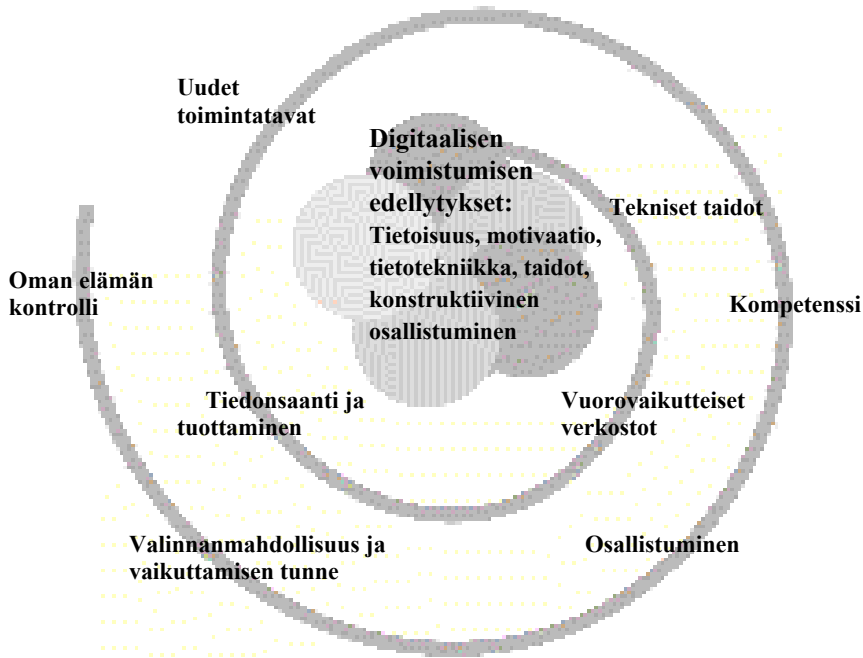 Uudet
toimintatavat
Digitaalisen
voimistumisen
edellytykset:
Tietoisuus, motivaatio,
tietotekniikka, taidot,
konstruktiivinen
osallistuminen
Tekniset taidot
Oman elämän
kontrolli
Kompetenssi
Tiedonsaanti ja
tuottaminen
Vuorovaikutteiset
verkostot
Valinnanmahdollisuus ja
vaikuttamisen tunne
Osallistuminen